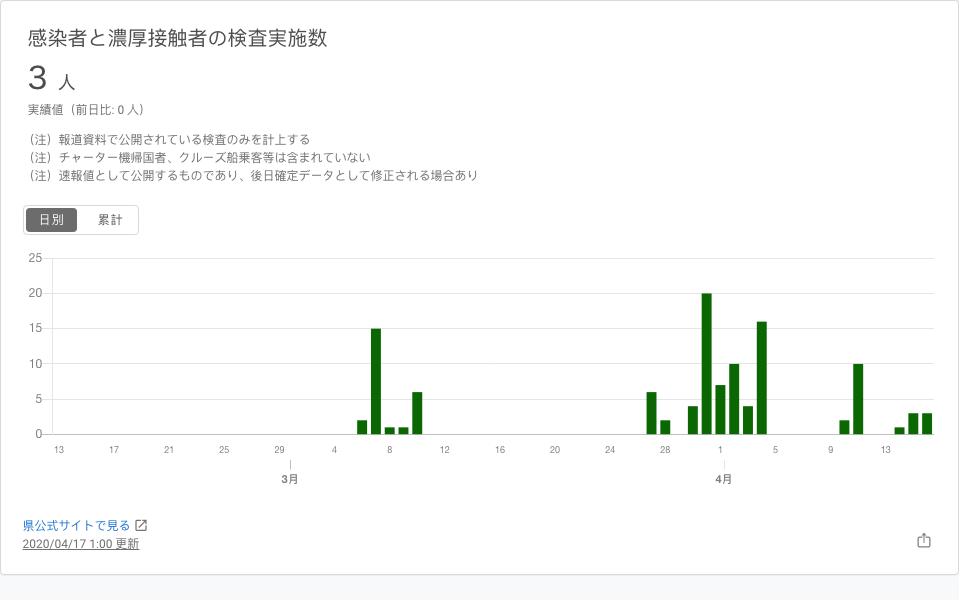 感染者と濃厚接触者の検査実施数
3 人
実績値（前日比: 0 人）
（注）報道資料で公開されている検査のみを計上する
（注）チャーター機帰国者、クルーズ船乗客等は含まれていない
（注）速報値として公開するものであり、後日確定データとして修正される場合あり
日別 累計
25
20
15
10
5
0
13 17 21 25 29 4 8 12 16 20 24 28 1 5 9 13
3月 4月
県公式サイトで見る
2020/04/17 1:00 更新